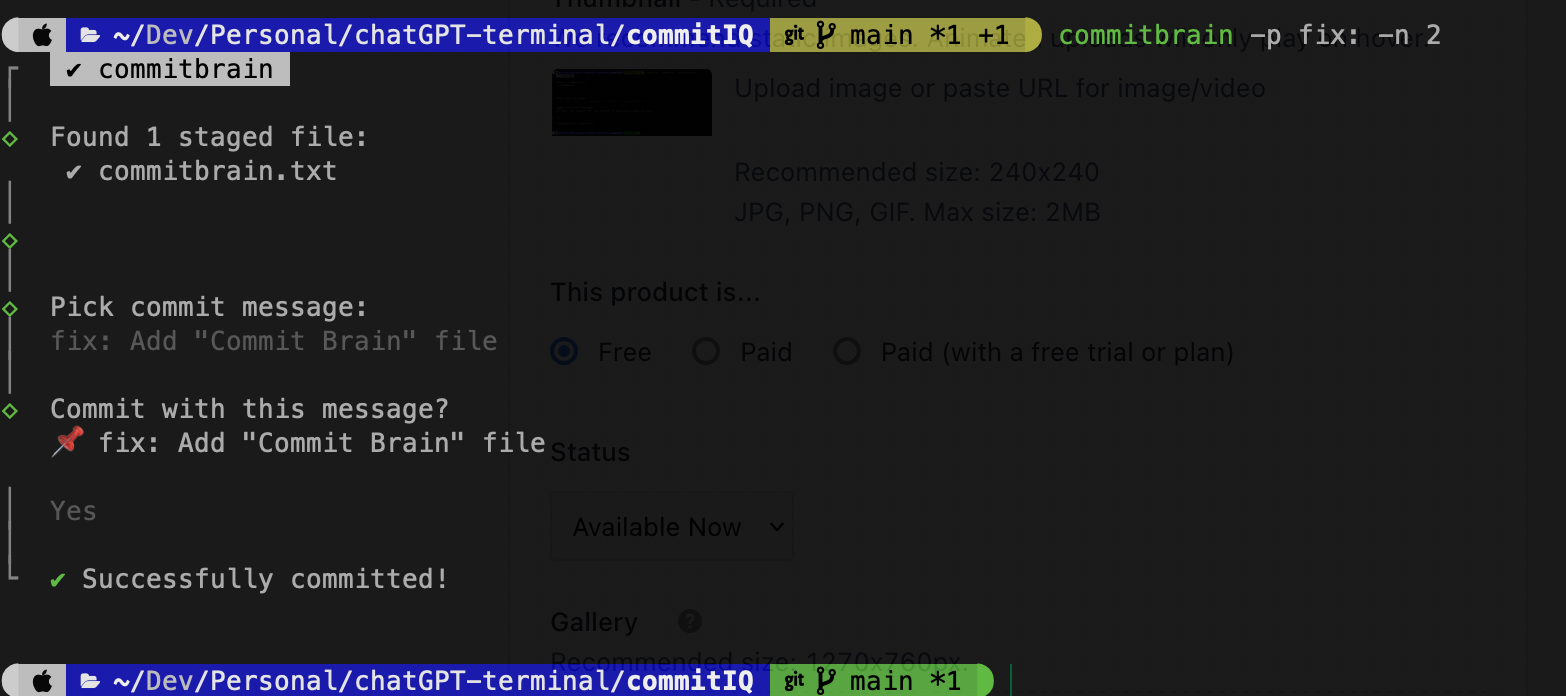 Thumbnail - Required
~/Dev/Personal/chatGPT-terminal/commitIQ git main *1 +1 commitbrain -p fix: -n 2
✔ commitbrain
Upload image or paste URL for image/video
Found 1 staged file:
✔ commitbrain.txt
Recommended size: 240x240
JPG, PNG, GIF. Max size: 2MB
Pick commit message:
fix: Add "Commit Brain" file
This product is...
Free
Paid
Paid (with a free trial or plan)
Commit with this message?
📌 fix: Add "Commit Brain" file
Status
Yes
Available Now
✔ Successfully committed!
Gallery ?
Recommended size: 1270x760px.
~/Dev/Personal/chatGPT-terminal/commitIQ git main *1